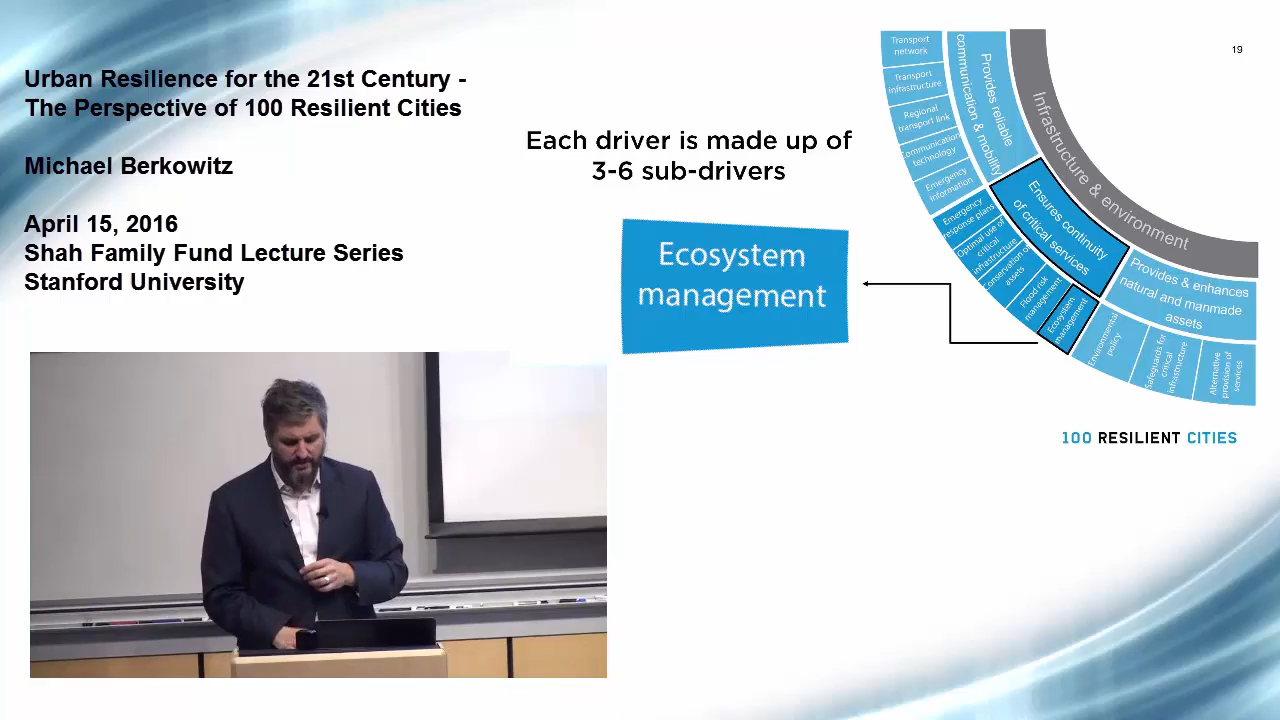 Urban Resilience for the 21st Century -
The Perspective of 100 Resilient Cities
Michael Berkowitz
April 15, 2016
Shah Family Fund Lecture Series
Stanford University
19
Each driver is made up of
3-6 sub-drivers
Ecosystem
management
Infrastructure & environment
Provides reliable
communication & mobility
Ensures continuity
of critical services
Provides & enhances
natural and manmade
assets
Transport
network
Transport
infrastructure
Regional
transport link
Communication
technology
Emergency
information
Emergency
response plans
Optimal use of
critical
infrastructure
Conservation of
assets
Flood risk
management
Ecosystem
management
Environmental
policy
Safeguards for
critical
infrastructure
Alternative
provision of
services
100 RESILIENT CITIES